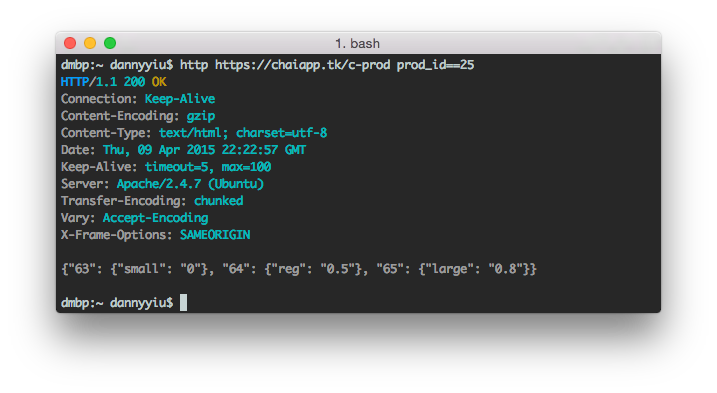 1. bash
dmbp:~ dannyyiu$ http https://chaiapp.tk/c-prod prod_id==25
HTTP/1.1 200 OK
Connection: Keep-Alive
Content-Encoding: gzip
Content-Type: text/html; charset=utf-8
Date: Thu, 09 Apr 2015 22:22:57 GMT
Keep-Alive: timeout=5, max=100
Server: Apache/2.4.7 (Ubuntu)
Transfer-Encoding: chunked
Vary: Accept-Encoding
X-Frame-Options: SAMEORIGIN
{"63": {"small": "0"}, "64": {"reg": "0.5"}, "65": {"large": "0.8"}}
dmbp:~ dannyyiu$